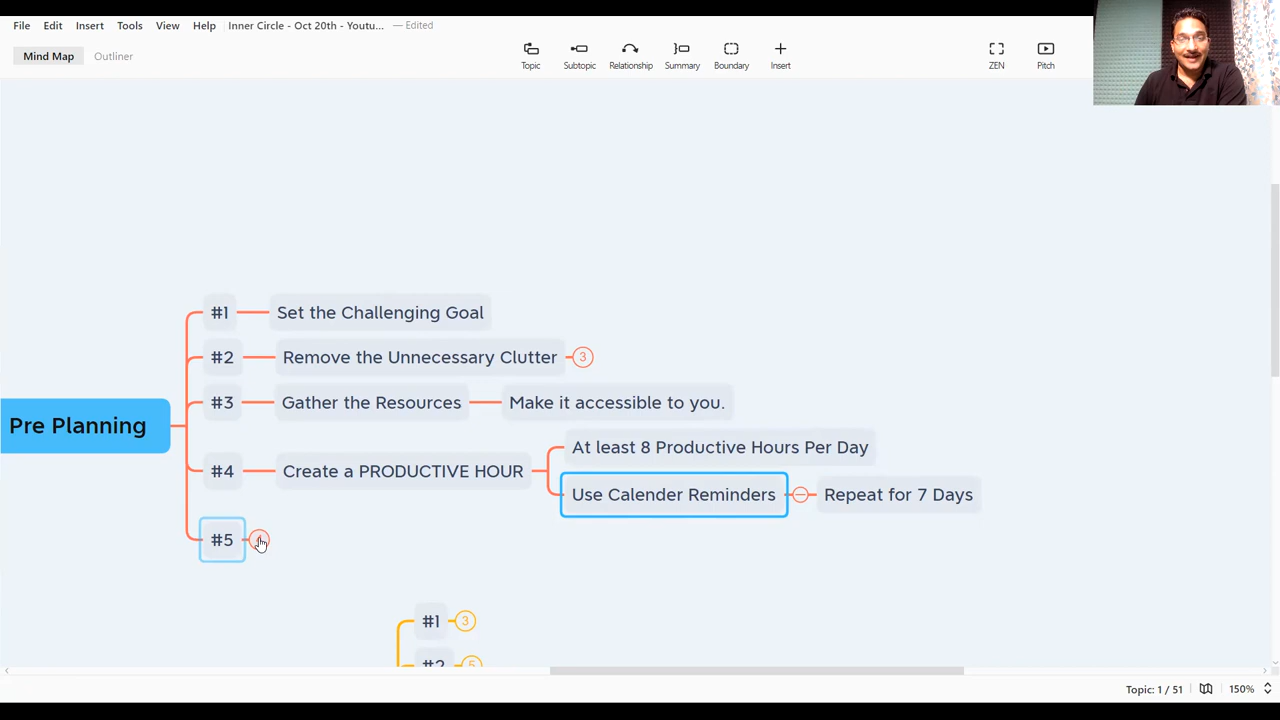 File Edit Insert Tools View Help Inner Circle - Oct 20th - Youtu... — Edited
Mind Map Outliner
Topic Subtopic Relationship Summary Boundary Insert ZEN Pitch
#1 Set the Challenging Goal
#2 Remove the Unnecessary Clutter 3
#3 Gather the Resources Make it accessible to you.
Pre Planning
At least 8 Productive Hours Per Day
#4 Create a PRODUCTIVE HOUR
Use Calender Reminders Repeat for 7 Days
#5
#1 3
#2 5
Topic: 1 / 51 150%